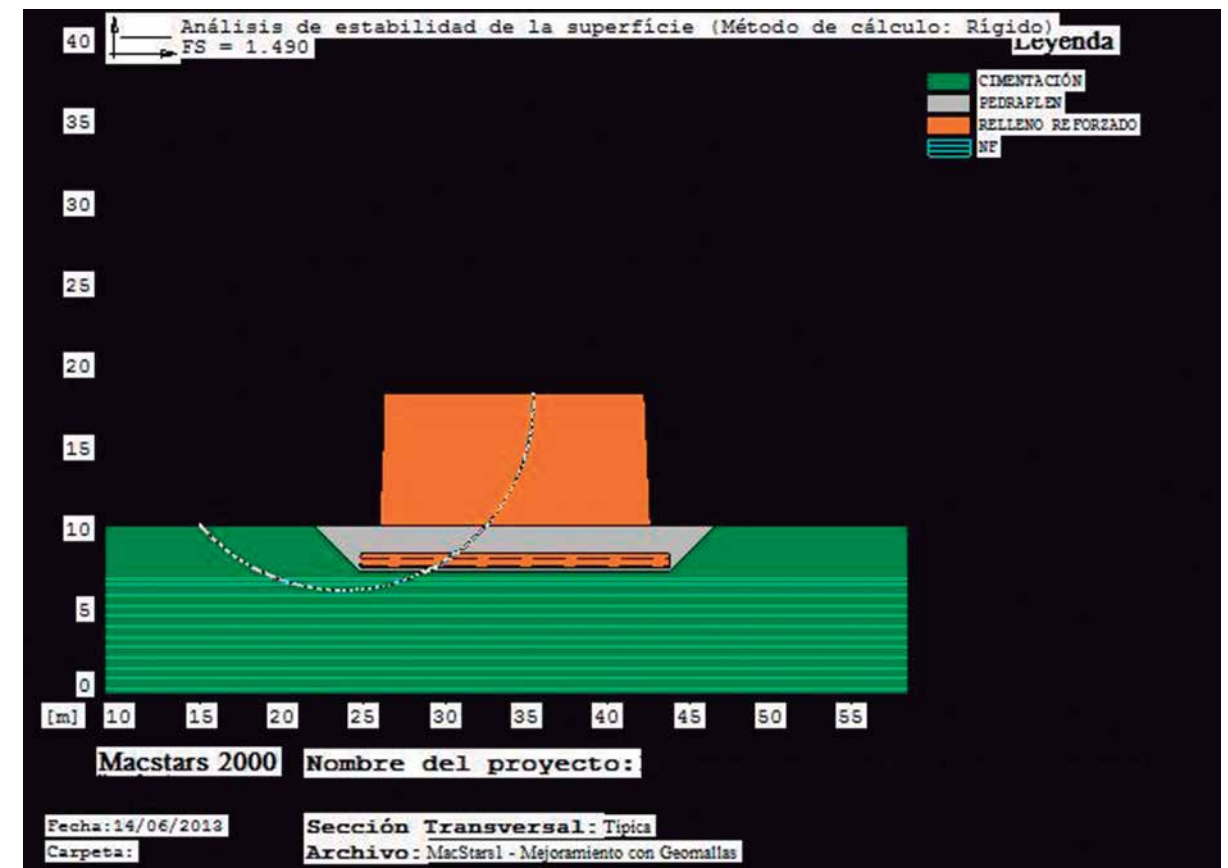 Análisis de estabilidad de la superfície (Método de cálculo: Rígido)
FS = 1.490
Leyenda
CIMENTACIÓN
PEDRAPLEN
RELLENO REFORZADO
NF
40
35
30
25
20
15
10
5
0
[m] 10 15 20 25 30 35 40 45 50 55
Macstars 2000 Nombre del proyecto:
Fecha:14/06/2013 Sección Transversal: Tipica
Carpeta: Archivo: MacStars1 - Mejoramiento con Geomallas